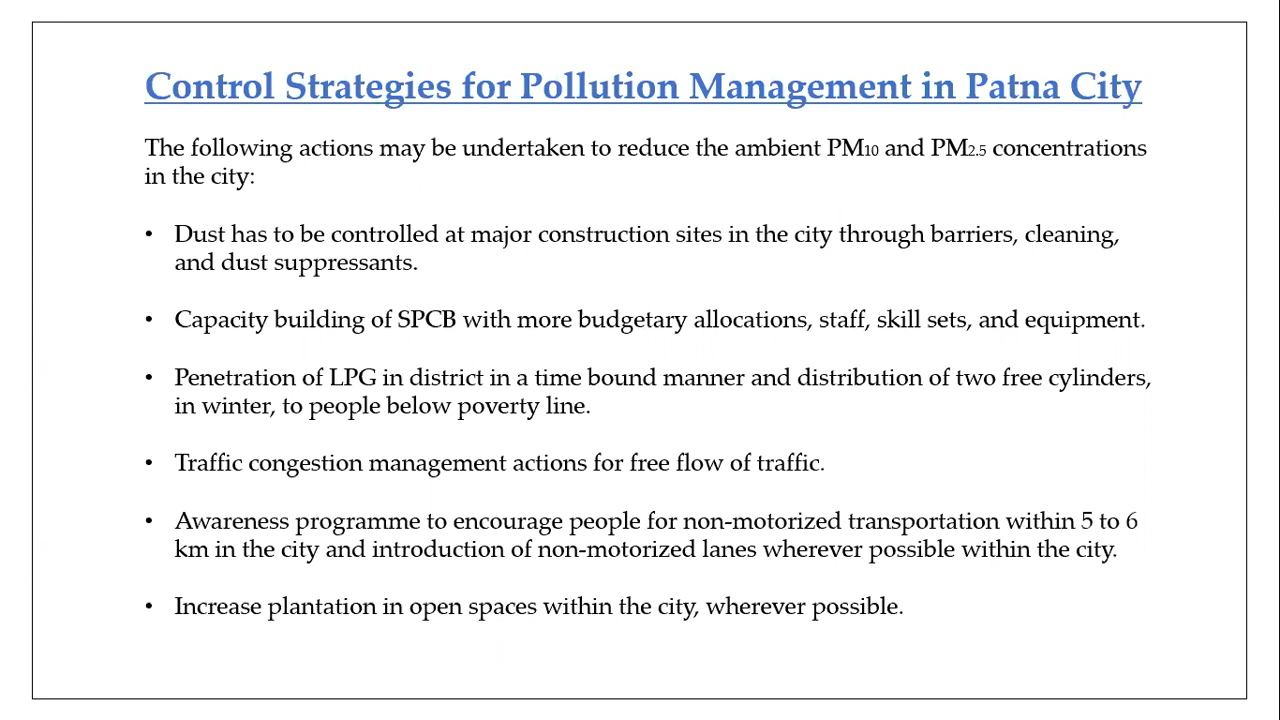 Control Strategies for Pollution Management in Patna City
The following actions may be undertaken to reduce the ambient PM10 and PM2.5 concentrations
in the city:
• Dust has to be controlled at major construction sites in the city through barriers, cleaning,
and dust suppressants.
• Capacity building of SPCB with more budgetary allocations, staff, skill sets, and equipment.
• Penetration of LPG in district in a time bound manner and distribution of two free cylinders,
in winter, to people below poverty line.
• Traffic congestion management actions for free flow of traffic.
• Awareness programme to encourage people for non-motorized transportation within 5 to 6
km in the city and introduction of non-motorized lanes wherever possible within the city.
• Increase plantation in open spaces within the city, wherever possible.